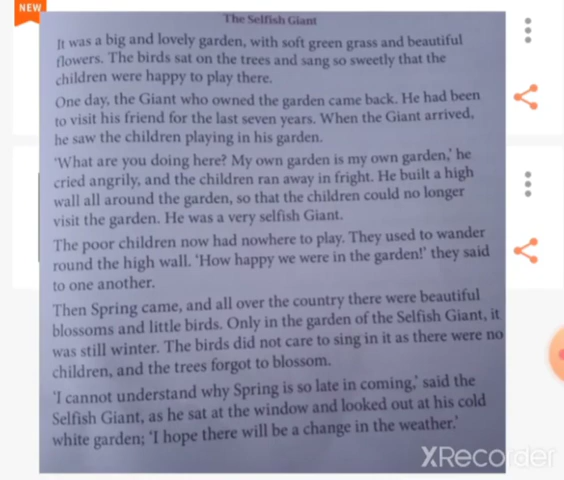 NEW
The Selfish Giant
It was a big and lovely garden, with soft green grass and beautiful
flowers. The birds sat on the trees and sang so sweetly that the
children were happy to play there.
One day, the Giant who owned the garden came back. He had been
to visit his friend for the last seven years. When the Giant arrived,
he saw the children playing in his garden.
'What are you doing here? My own garden is my own garden,' he
cried angrily, and the children ran away in fright. He built a high
wall all around the garden, so that the children could no longer
visit the garden. He was a very selfish Giant.
The poor children now had nowhere to play. They used to wander
round the high wall. 'How happy we were in the garden!' they said
to one another.
Then Spring came, and all over the country there were beautiful
blossoms and little birds. Only in the garden of the Selfish Giant, it
was still winter. The birds did not care to sing in it as there were no
children, and the trees forgot to blossom.
'I cannot understand why Spring is so late in coming,' said the
Selfish Giant, as he sat at the window and looked out at his cold
white garden; 'I hope there will be a change in the weather.'
XRecorder